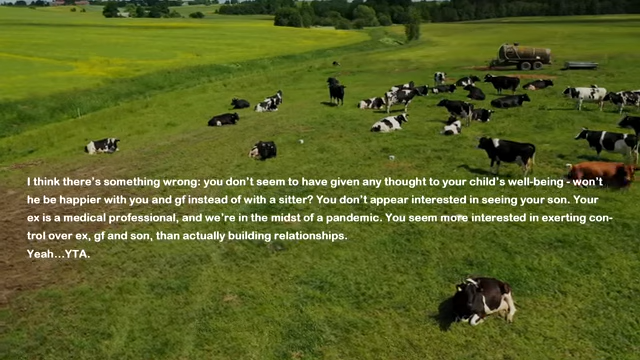 I think there's something wrong: you don't seem to have given any thought to your child's well-being - won't
he be happier with you and gf instead of with a sitter? You don't appear interested in seeing your son. Your
ex is a medical professional, and we're in the midst of a pandemic. You seem more interested in exerting con-
trol over ex, gf and son, than actually building relationships.
Yeah...YTA.